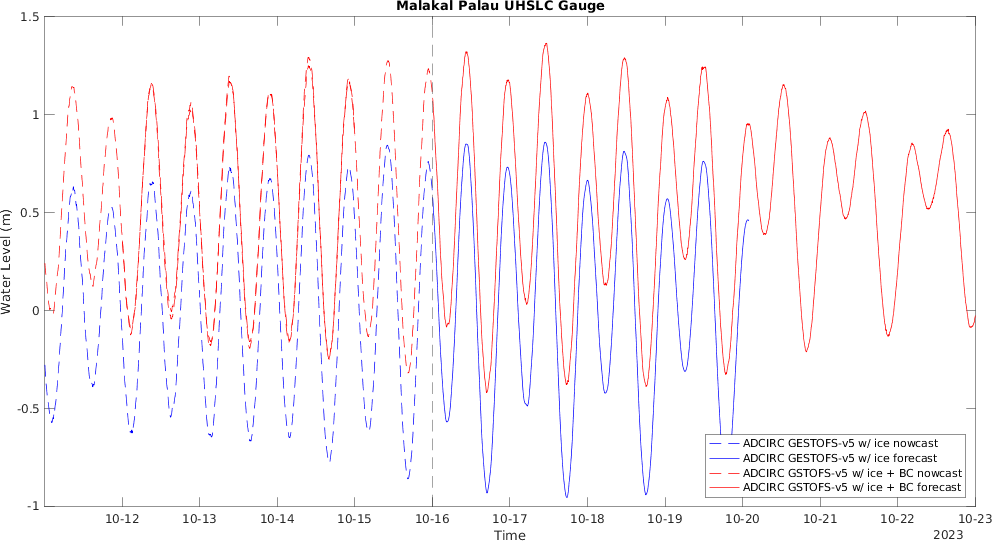 Malakal Palau UHSLC Gauge
1.5
1
0.5
0
-0.5
-1
Water Level (m)
ADCIRC GESTOFS-v5 w/ ice nowcast
ADCIRC GESTOFS-v5 w/ ice forecast
ADCIRC GSTOFS-v5 w/ ice + BC nowcast
ADCIRC GSTOFS-v5 w/ ice + BC forecast
10-12 10-13 10-14 10-15 10-16 10-17 10-18 10-19 10-20 10-21 10-22 10-23
Time
2023